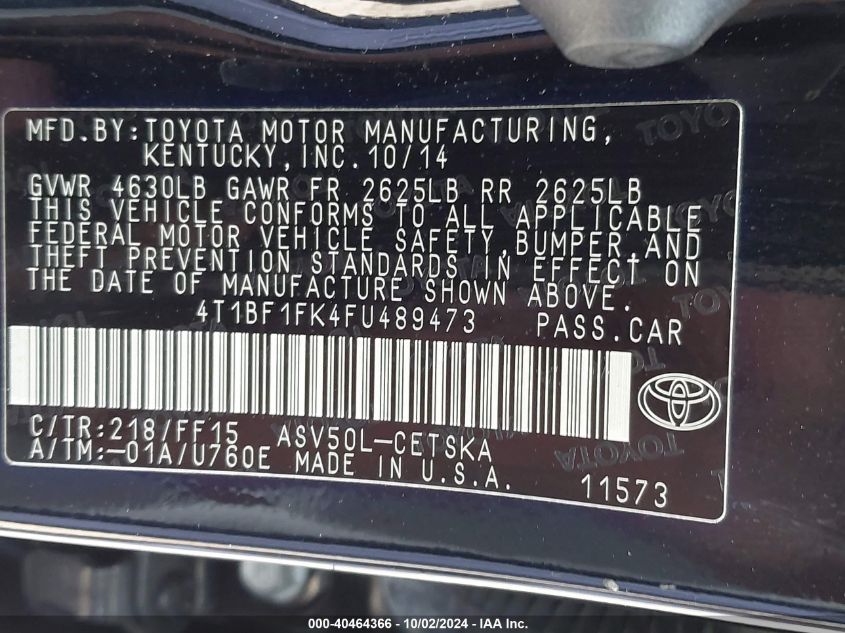 MFD.BY:TOYOTA MOTOR MANUFACTURING,
KENTUCKY,INC.10/14
GVWR 4630LB GAWR FR 2625LB RR 2625LB
THIS VEHICLE CONFORMS TO ALL APPLICABLE
FEDERAL MOTOR VEHICLE SAFETY,BUMPER,AND
THEFT PREVENTION STANDARDS IN EFFECT ON
THE DATE OF MANUFACTURE SHOWN ABOVE.
4T1BF1FK4FU489473 PASS.CAR
C/TR:218/FF15 ASV50L-CETSKA
A/TM:-01A/U760E MADE IN U.S.A.
11573
TOYOTA
TOYOTA
TOYOTA
000-40464366 - 10/02/2024 - IAA Inc.